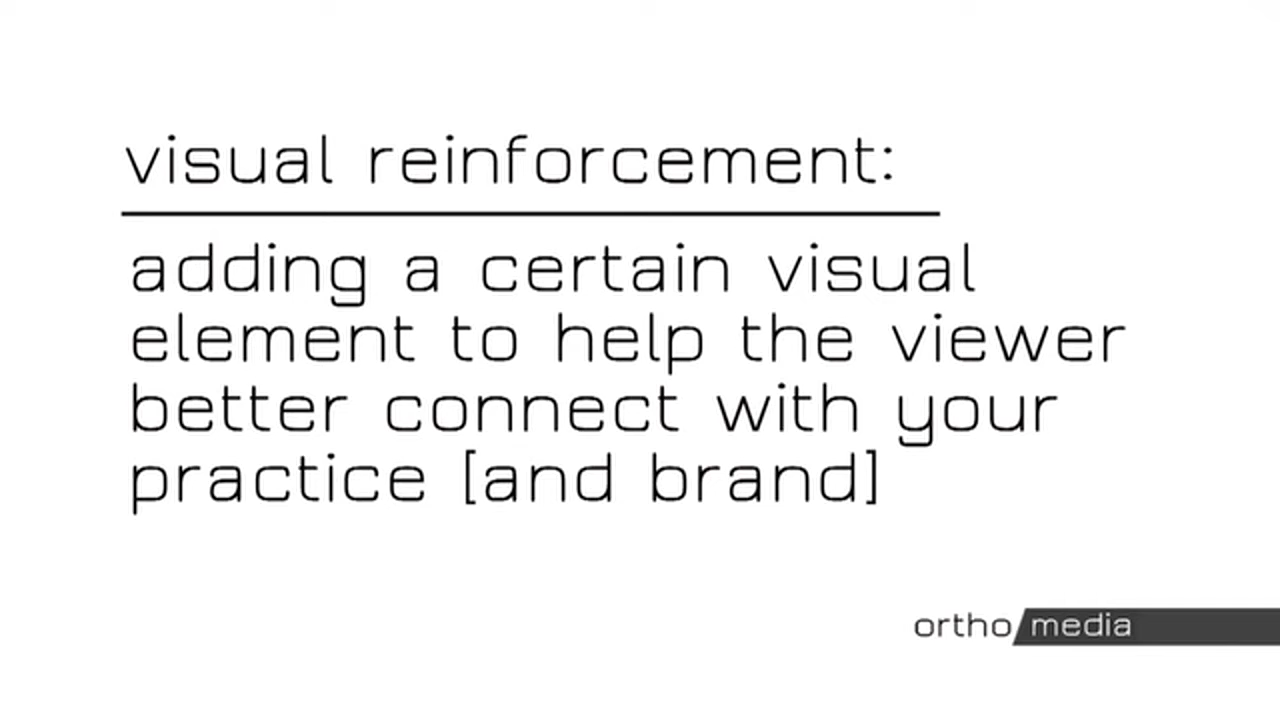 visual reinforcement:
adding a certain visual
element to help the viewer
better connect with your
practice [and brand]
ortho media